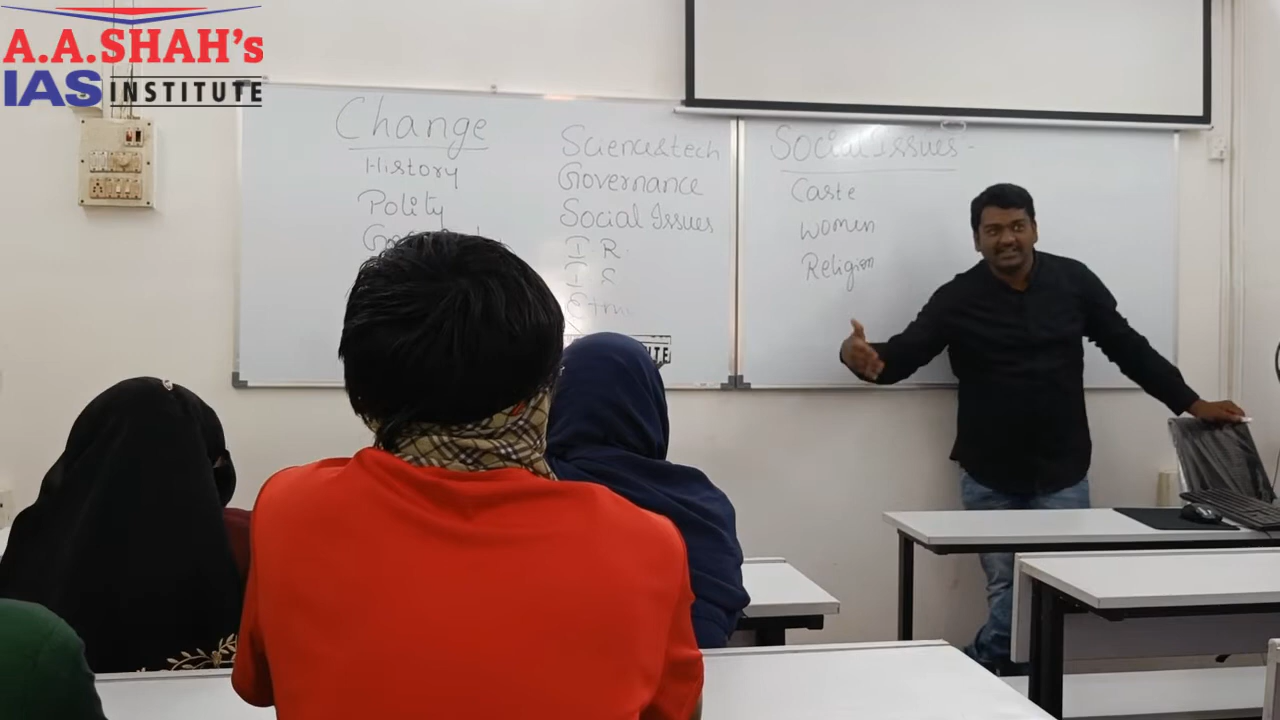 A.A.SHAH's
IAS INSTITUTE
Change
History
Polity
Science & tech
Governance
Social Issues
I R.
Social Issues -
Caste
Women
Religion